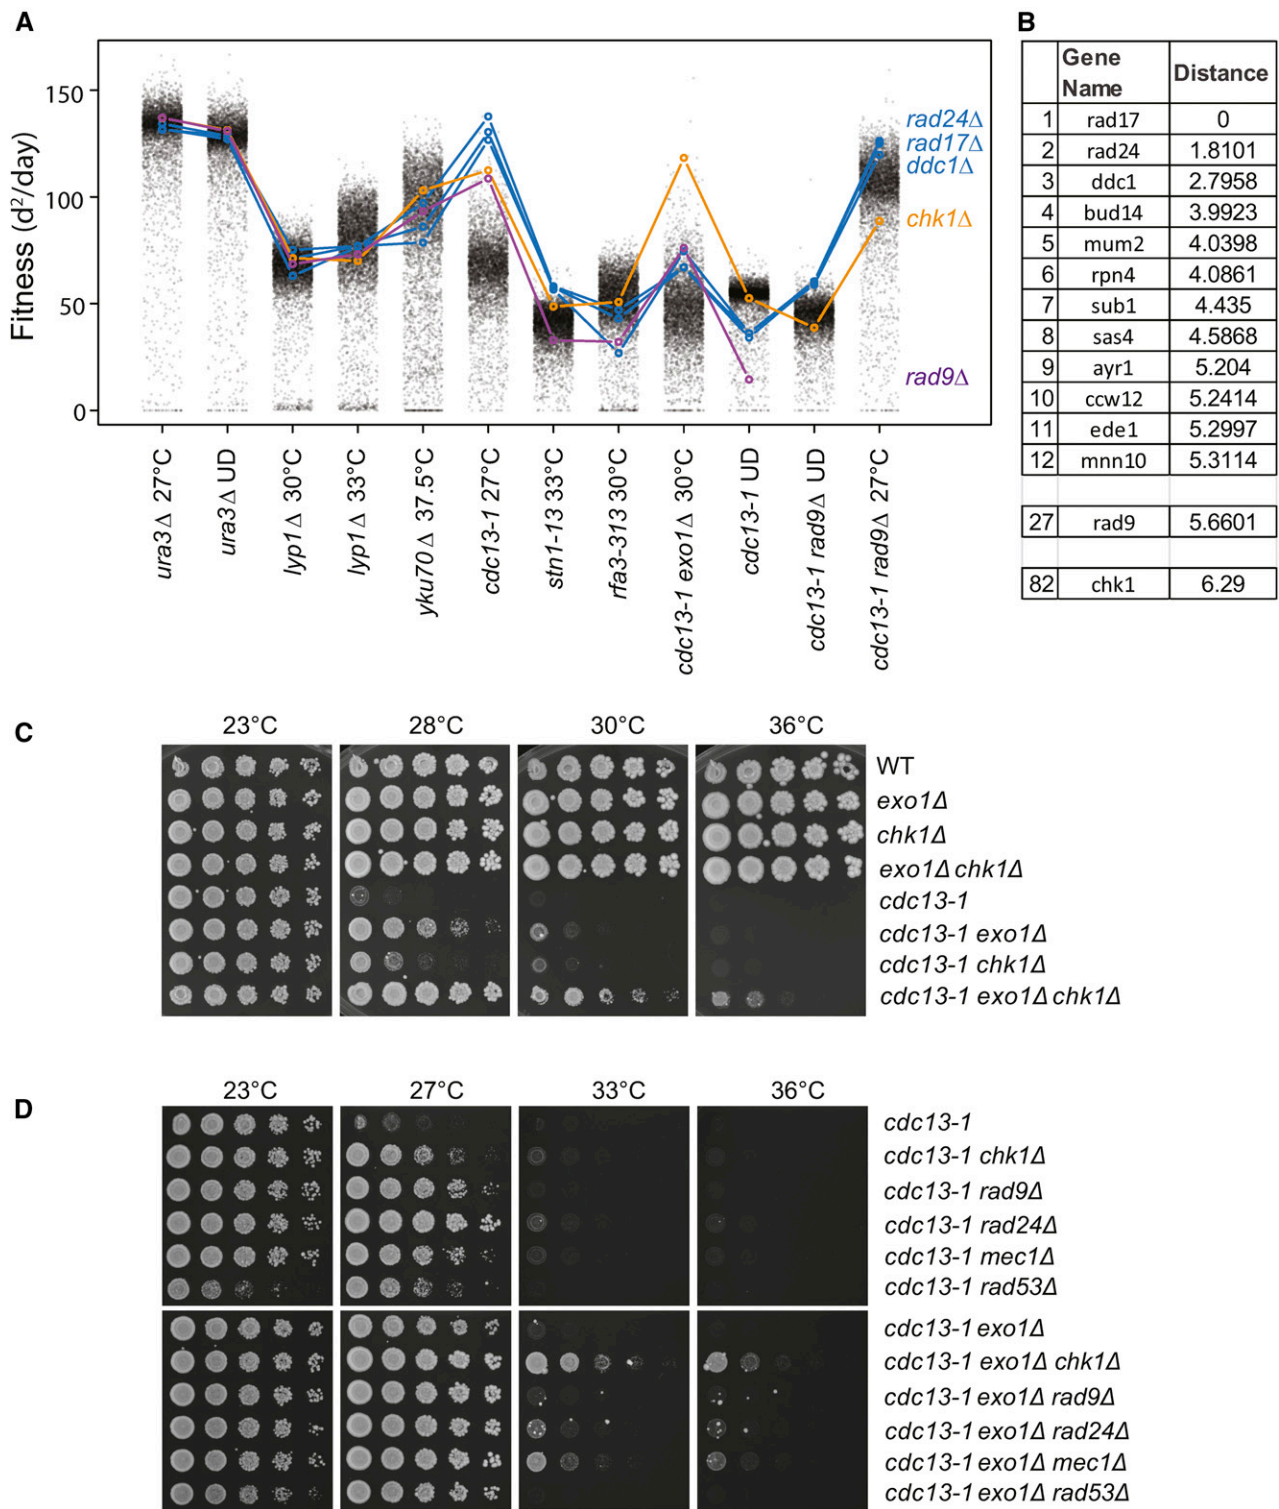 A
Fitness (d²/day)
150
100
50
0
rad24Δ
rad17Δ
ddc1Δ
chk1Δ
rad9Δ
ura3Δ 27°C
ura3Δ UD
lyp1Δ 30°C
lyp1Δ 33°C
yku70Δ 37.5°C
cdc13-1 27°C
stn1-13 33°C
rfa3-313 30°C
cdc13-1 exo1Δ 30°C
cdc13-1 UD
cdc13-1 rad9Δ UD
cdc13-1 rad9Δ 27°C
B
Gene Name Distance
1 rad17 0
2 rad24 1.8101
3 ddc1 2.7958
4 bud14 3.9923
5 mum2 4.0398
6 rpn4 4.0861
7 sub1 4.435
8 sas4 4.5868
9 ayr1 5.204
10 ccw12 5.2414
11 ede1 5.2997
12 mnn10 5.3114
27 rad9 5.6601
82 chk1 6.29
C
23°C 28°C 30°C 36°C
WT
exo1Δ
chk1Δ
exo1Δ chk1Δ
cdc13-1
cdc13-1 exo1Δ
cdc13-1 chk1Δ
cdc13-1 exo1Δ chk1Δ
D
23°C 27°C 33°C 36°C
cdc13-1
cdc13-1 chk1Δ
cdc13-1 rad9Δ
cdc13-1 rad24Δ
cdc13-1 mec1Δ
cdc13-1 rad53Δ
cdc13-1 exo1Δ
cdc13-1 exo1Δ chk1Δ
cdc13-1 exo1Δ rad9Δ
cdc13-1 exo1Δ rad24Δ
cdc13-1 exo1Δ mec1Δ
cdc13-1 exo1Δ rad53Δ